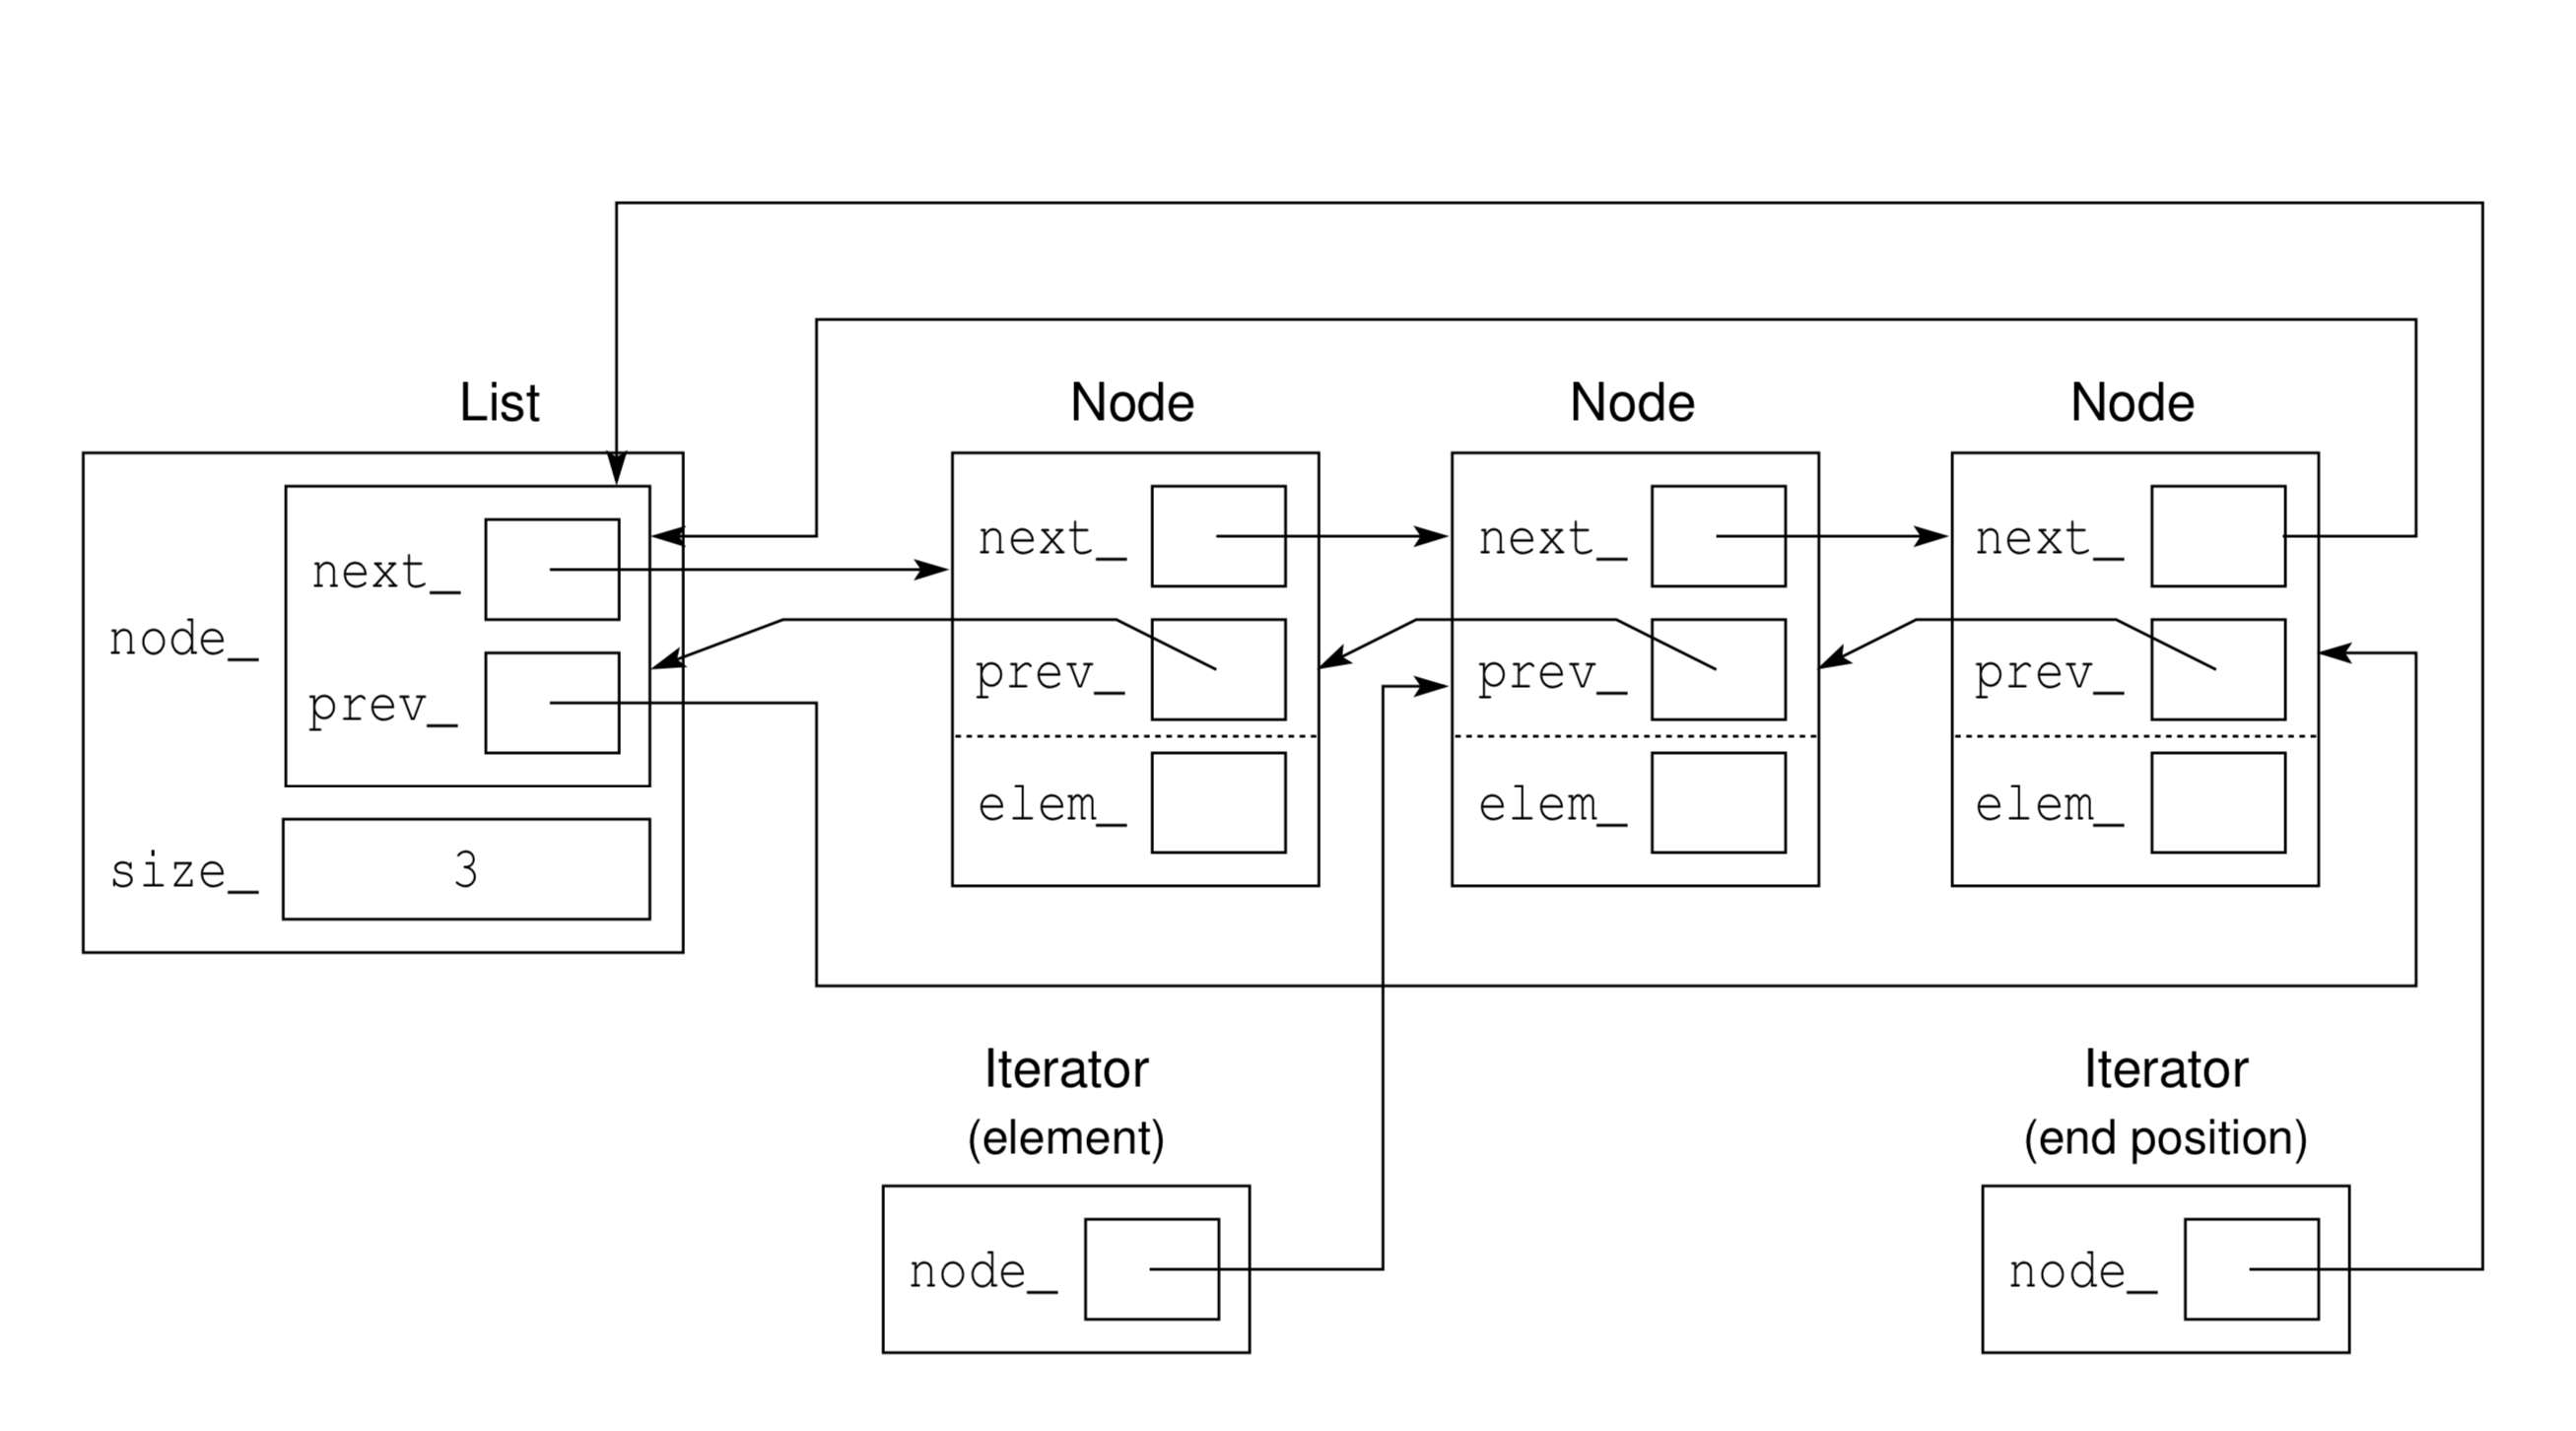 List
Node
Node
Node
node_
next_
prev_
size_
3
next_
prev_
elem_
next_
prev_
elem_
next_
prev_
elem_
Iterator
(element)
node_
Iterator
(end position)
node_